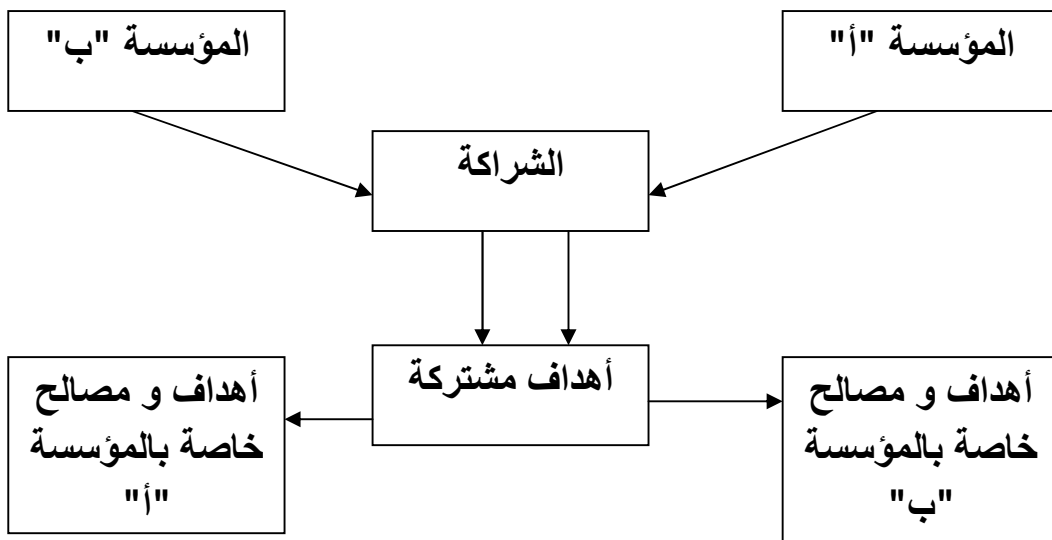 المؤسسة "أ"
المؤسسة "ب"
الشراكة
أهداف مشتركة
أهداف و مصالح
خاصة بالمؤسسة
"ب"
أهداف و مصالح
خاصة بالمؤسسة
"أ"